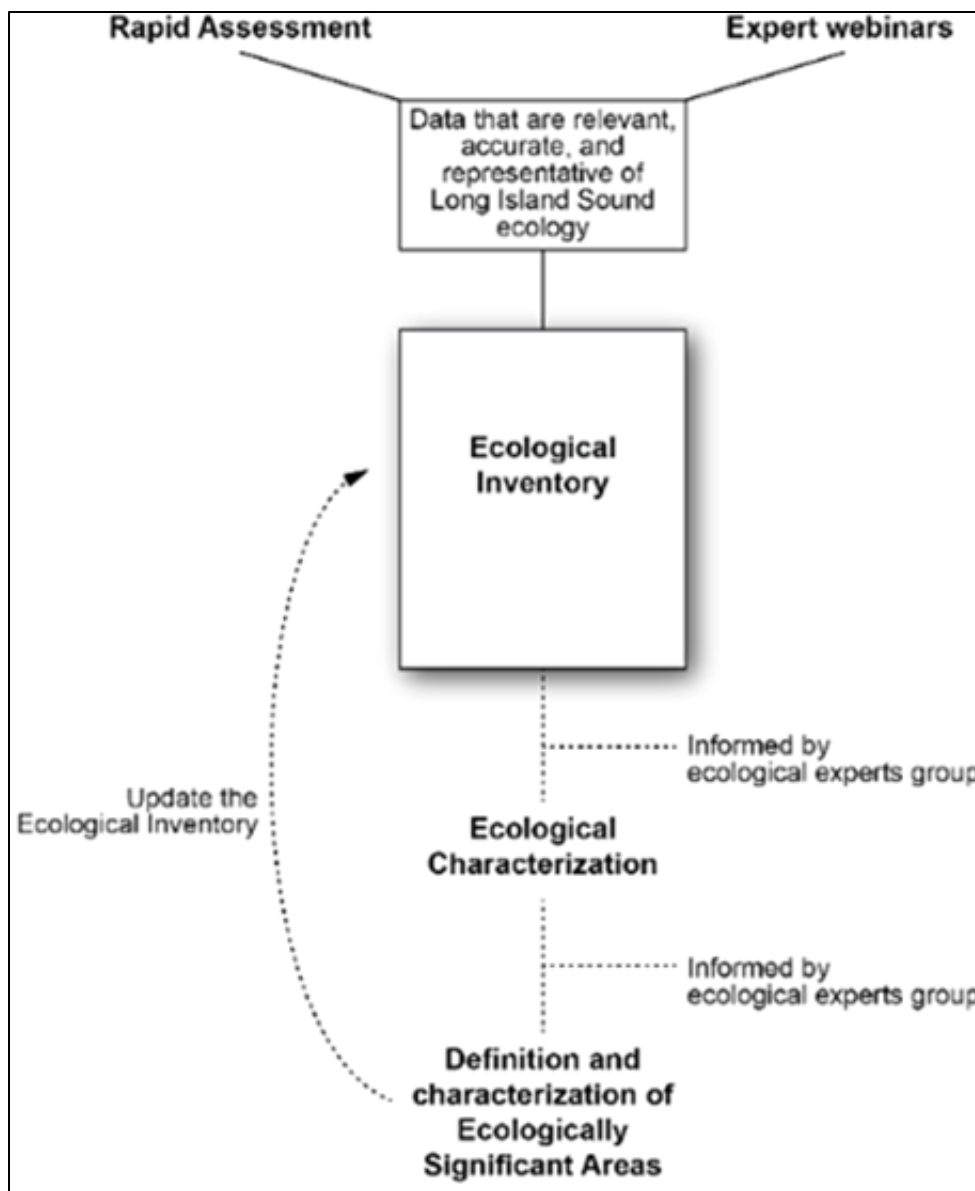 Rapid Assessment
Expert webinars
Data that are relevant,
accurate, and
representative of
Long Island Sound
ecology
Ecological
Inventory
Informed by
ecological experts group
Update the
Ecological Inventory
Ecological
Characterization
Informed by
ecological experts group
Definition and
characterization of
Ecologically
Significant Areas